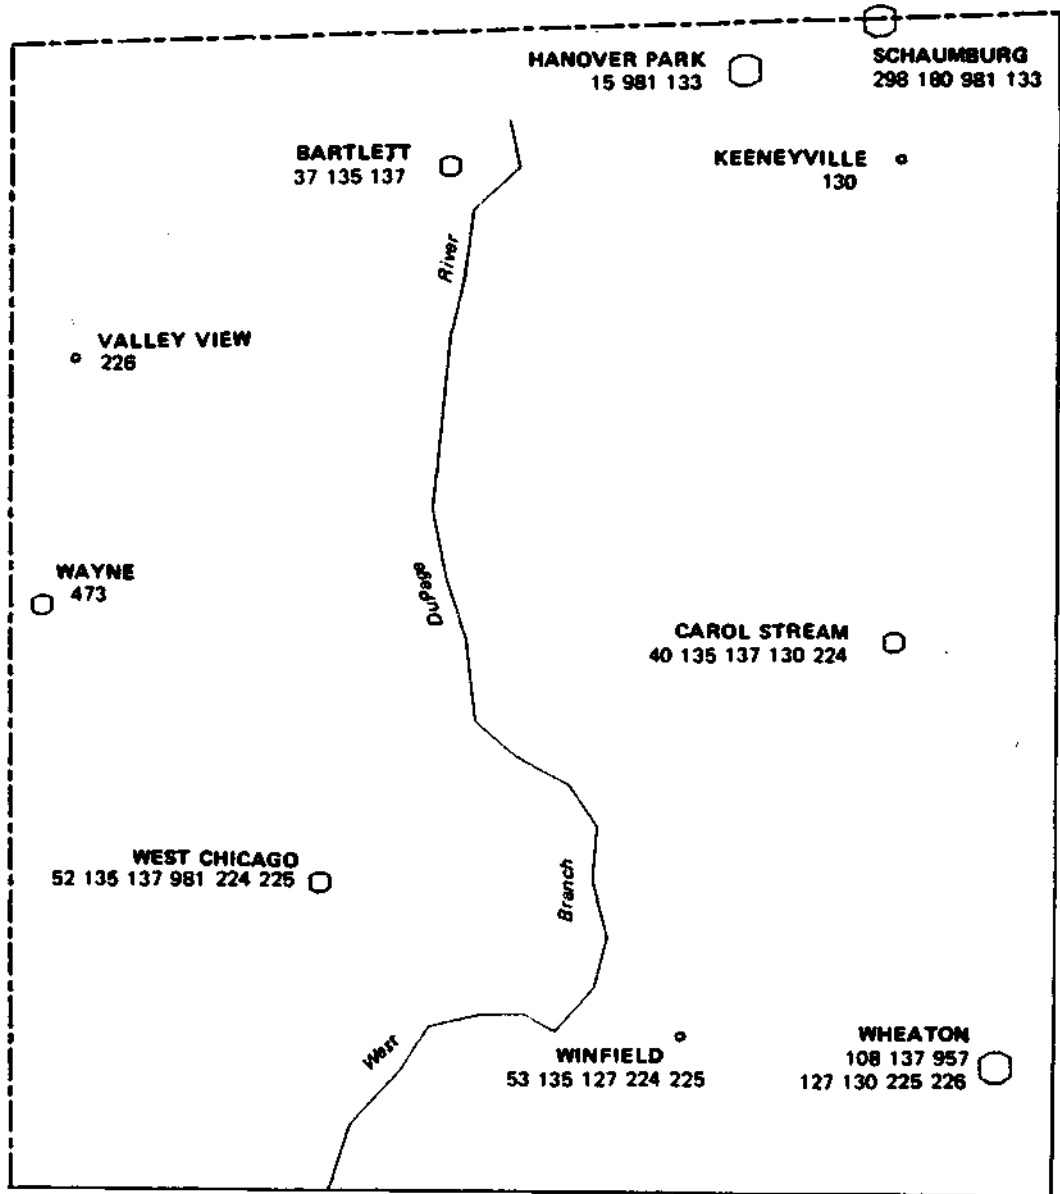 HANOVER PARK
15 981 133
SCHAUMBURG
298 180 981 133
BARTLETT
37 135 137
KEENEYVILLE
130
River
VALLEY VIEW
226
WAYNE
473
DuPage
CAROL STREAM
40 135 137 130 224
WEST CHICAGO
52 135 137 981 224 225
Branch
West
WINFIELD
53 135 127 224 225
WHEATON
108 137 957
127 130 225 226